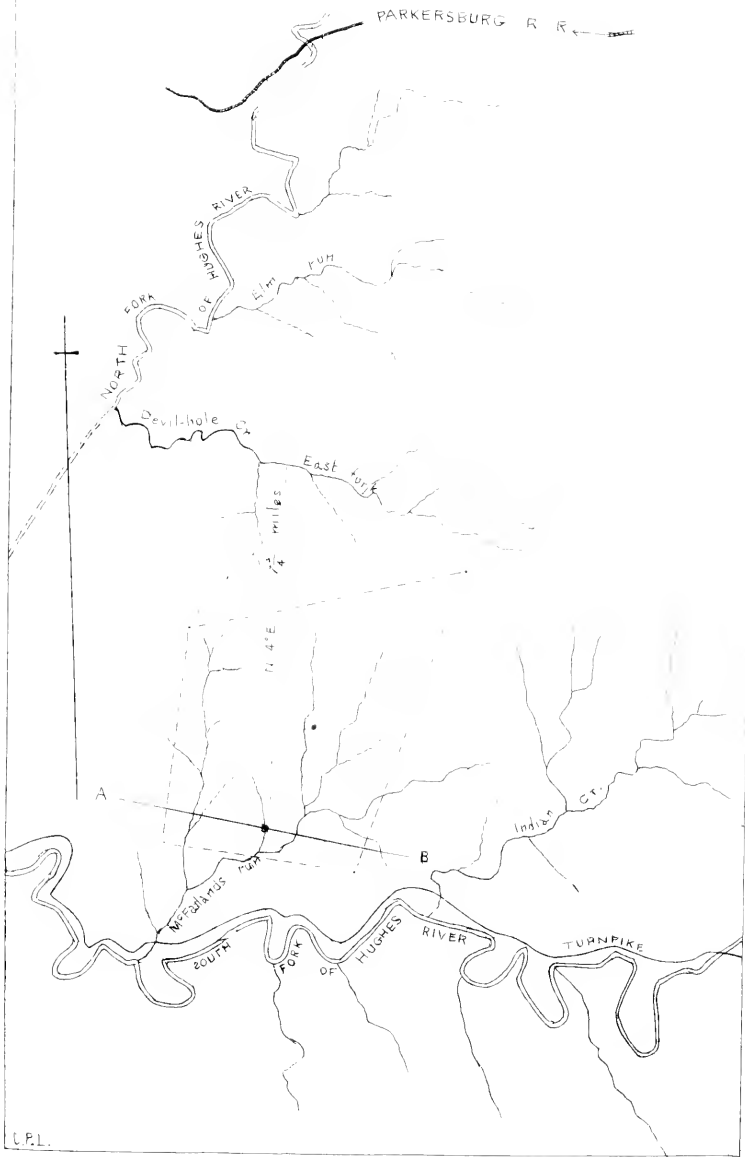 PARKERSBURG R R
NORTH FORK OF HUGHES RIVER
Elm run
Devil-hole Cr
East fork
miles
N 4° E
A
B
McFarlands run
Indian Cr.
SOUTH FORK OF HUGHES RIVER
TURNPIKE